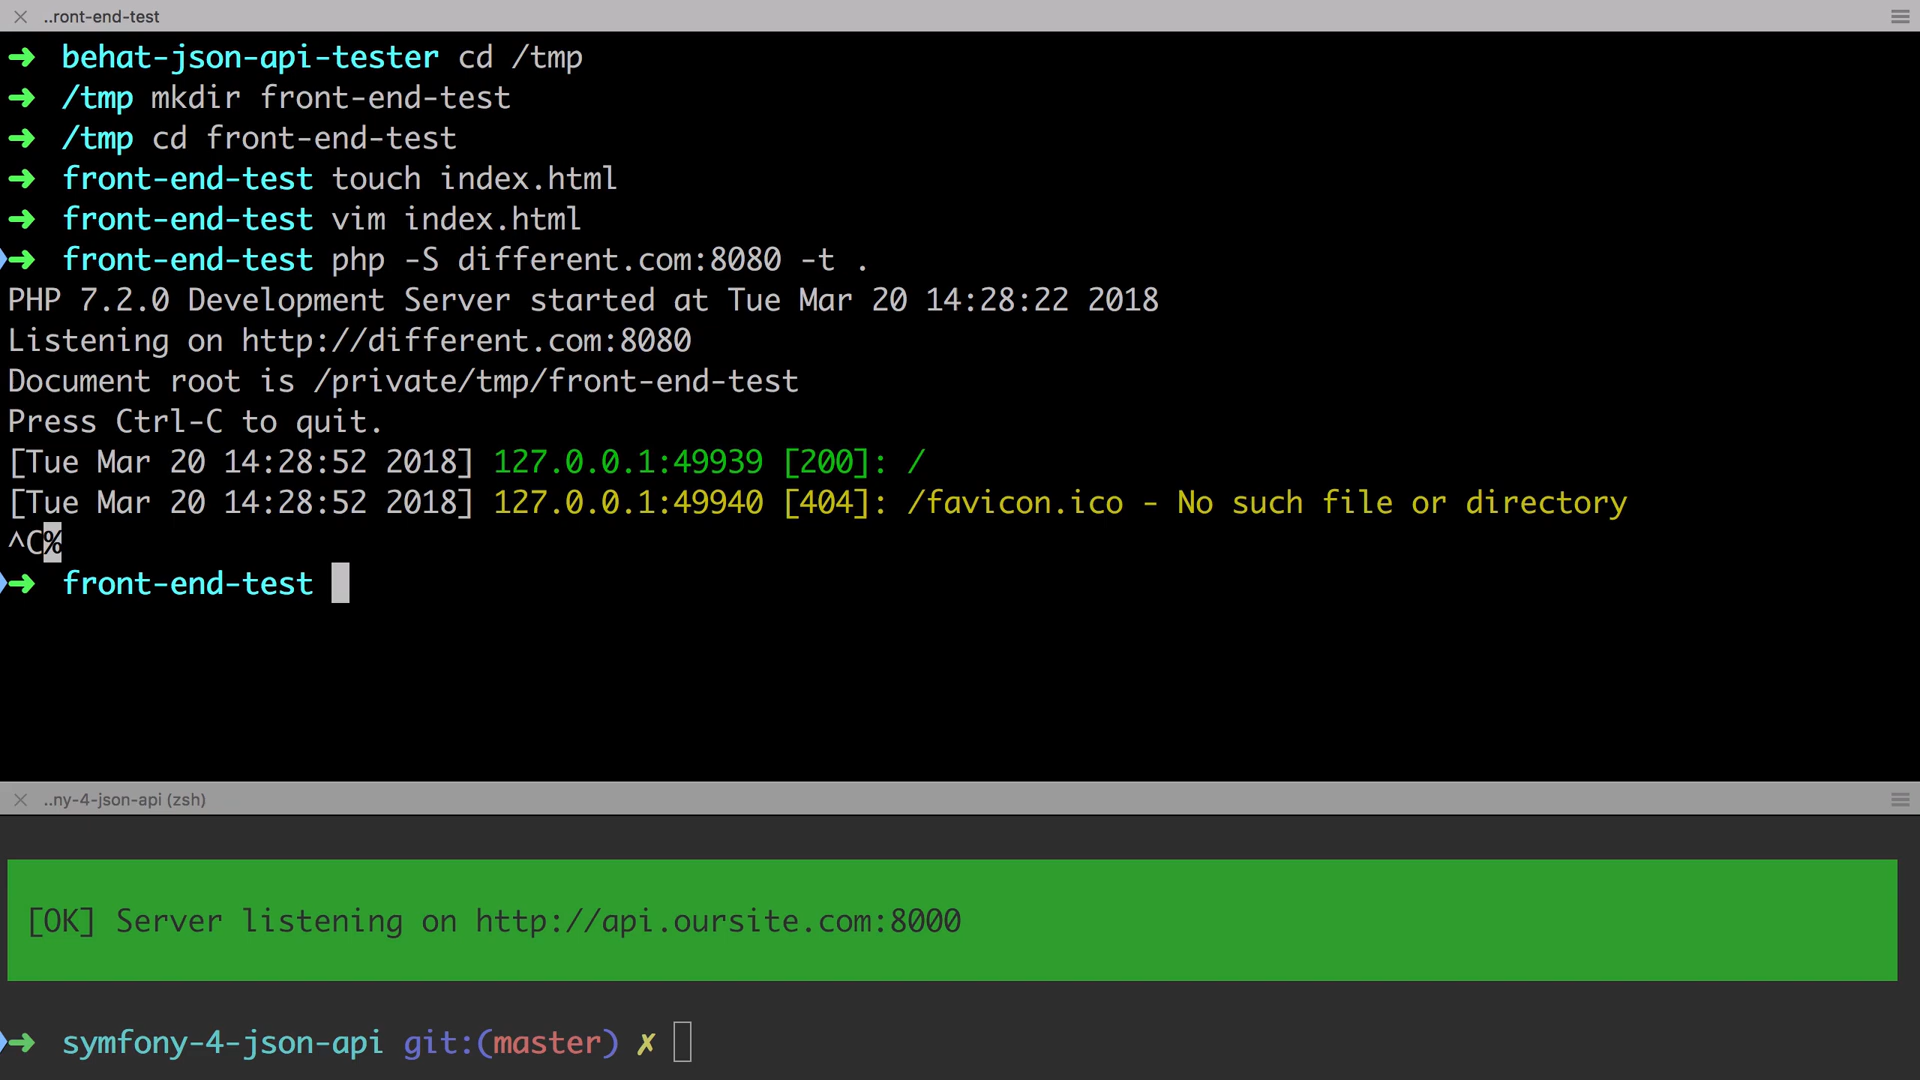 ..ront-end-test
➜ behat-json-api-tester cd /tmp
➜ /tmp mkdir front-end-test
➜ /tmp cd front-end-test
➜ front-end-test touch index.html
➜ front-end-test vim index.html
➜ front-end-test php -S different.com:8080 -t .
PHP 7.2.0 Development Server started at Tue Mar 20 14:28:22 2018
Listening on http://different.com:8080
Document root is /private/tmp/front-end-test
Press Ctrl-C to quit.
[Tue Mar 20 14:28:52 2018] 127.0.0.1:49939 [200]: /
[Tue Mar 20 14:28:52 2018] 127.0.0.1:49940 [404]: /favicon.ico - No such file or directory
^C%
➜ front-end-test
..ny-4-json-api (zsh)
[OK] Server listening on http://api.oursite.com:8000
➜ symfony-4-json-api git:(master) ✗